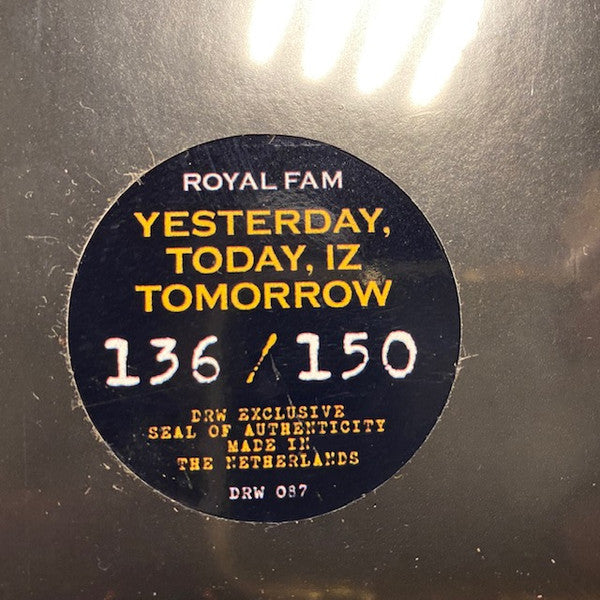 ROYAL FAM
YESTERDAY,
TODAY, IZ
TOMORROW
136 / 150
DRW EXCLUSIVE
SEAL OF AUTHENTICITY
MADE IN
THE NETHERLANDS
DRW 087